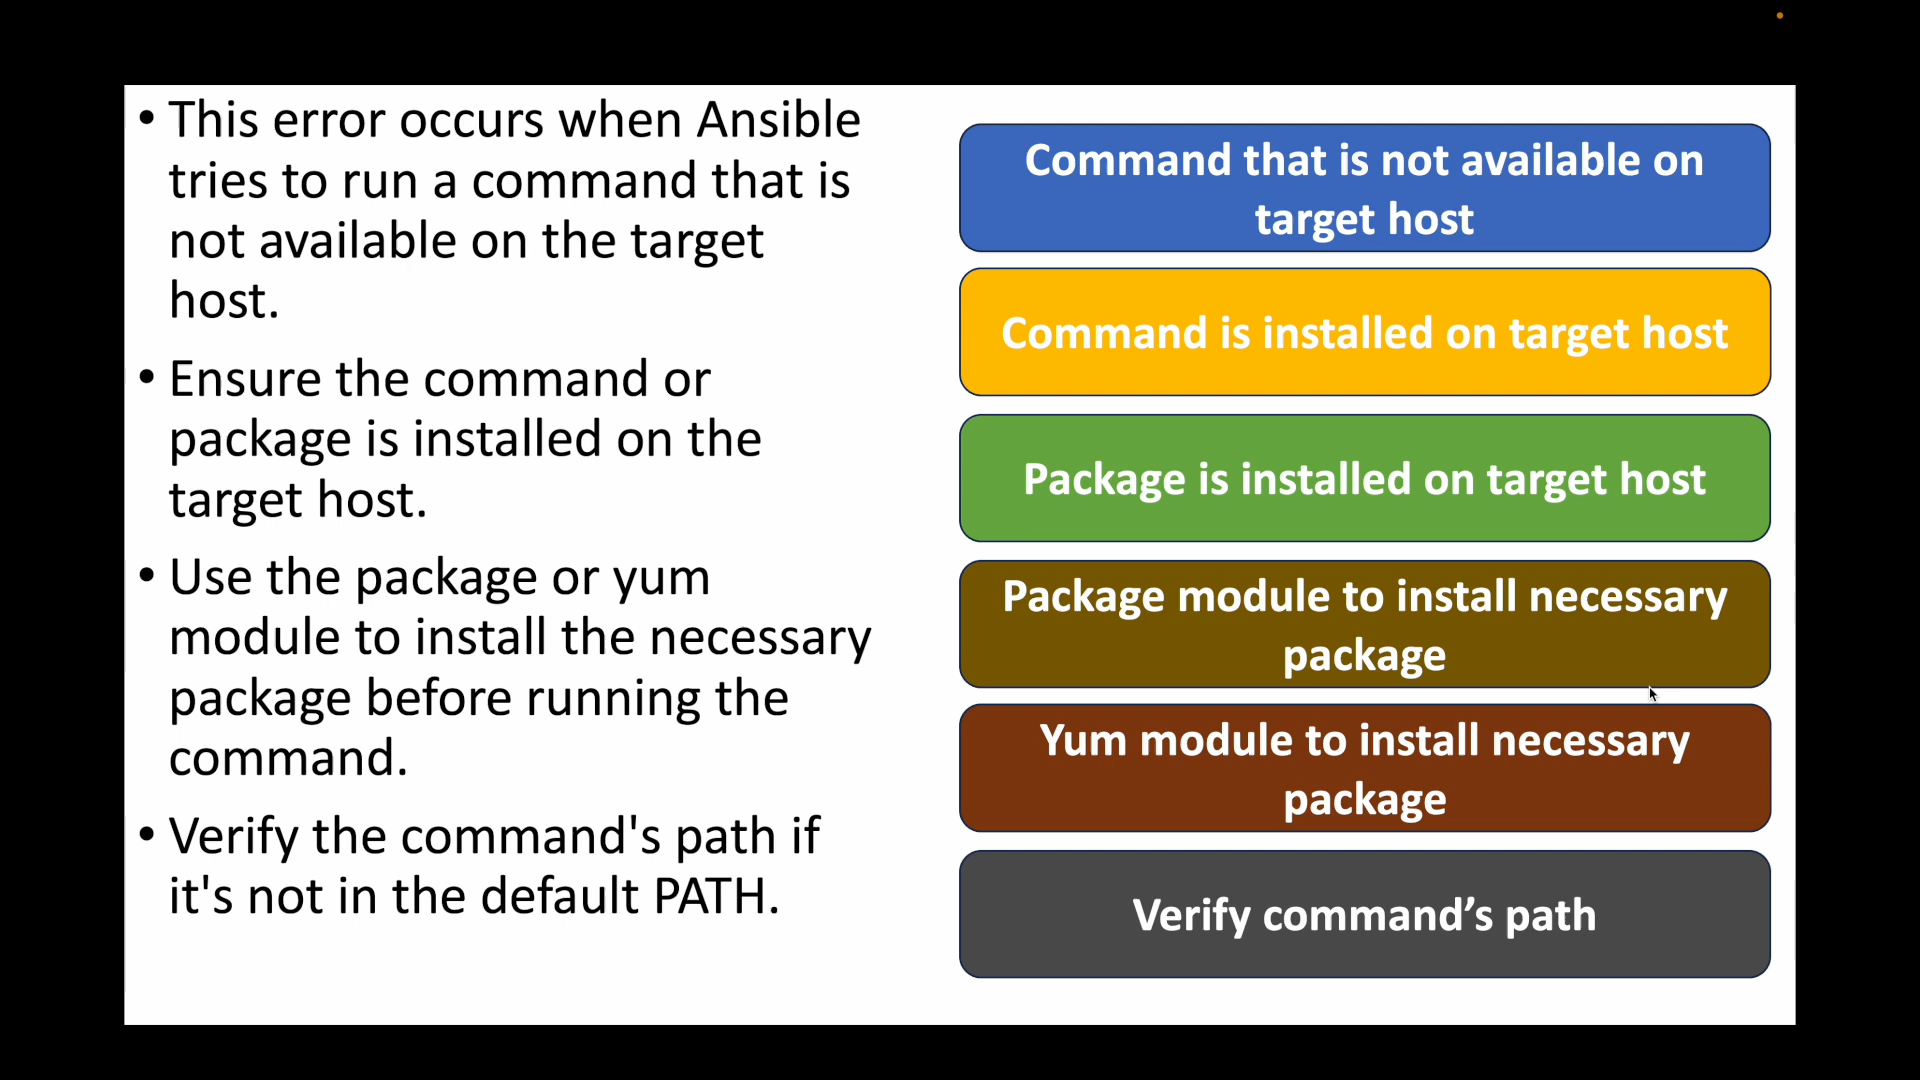 • This error occurs when Ansible
tries to run a command that is
not available on the target
host.
• Ensure the command or
package is installed on the
target host.
• Use the package or yum
module to install the necessary
package before running the
command.
• Verify the command's path if
it's not in the default PATH.
Command that is not available on
target host
Command is installed on target host
Package is installed on target host
Package module to install necessary
package
Yum module to install necessary
package
Verify command’s path